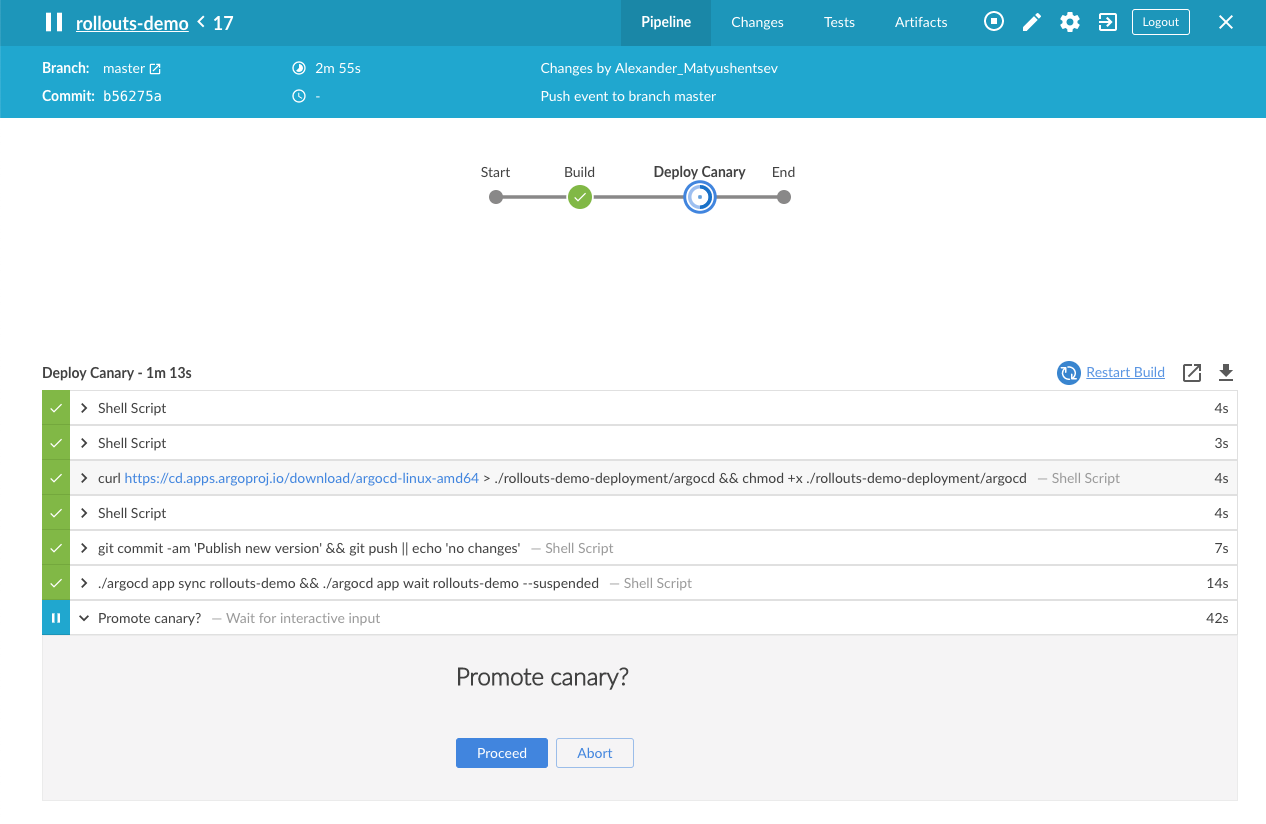 rollouts-demo < 17 Pipeline Changes Tests Artifacts Logout
Branch: master 2m 55s Changes by Alexander_Matyushentsev
Commit: b56275a - Push event to branch master
Start Build Deploy Canary End
Deploy Canary - 1m 13s Restart Build
Shell Script 4s
Shell Script 3s
curl https://cd.apps.argoproj.io/download/argocd-linux-amd64 > ./rollouts-demo-deployment/argocd && chmod +x ./rollouts-demo-deployment/argocd — Shell Script 4s
Shell Script 4s
git commit -am 'Publish new version' && git push || echo 'no changes' — Shell Script 7s
./argocd app sync rollouts-demo && ./argocd app wait rollouts-demo --suspended — Shell Script 14s
Promote canary? — Wait for interactive input 42s
Promote canary?
Proceed Abort